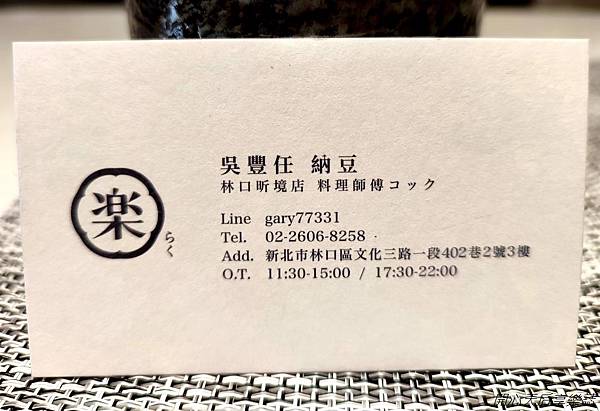 楽
らく
吳豐任 納豆
林口昕境店 料理師傅コック
Line gary77331
Tel. 02-2606-8258
Add. 新北市林口區文化三路一段402巷2號3樓
O.T. 11:30-15:00 / 17:30-22:00